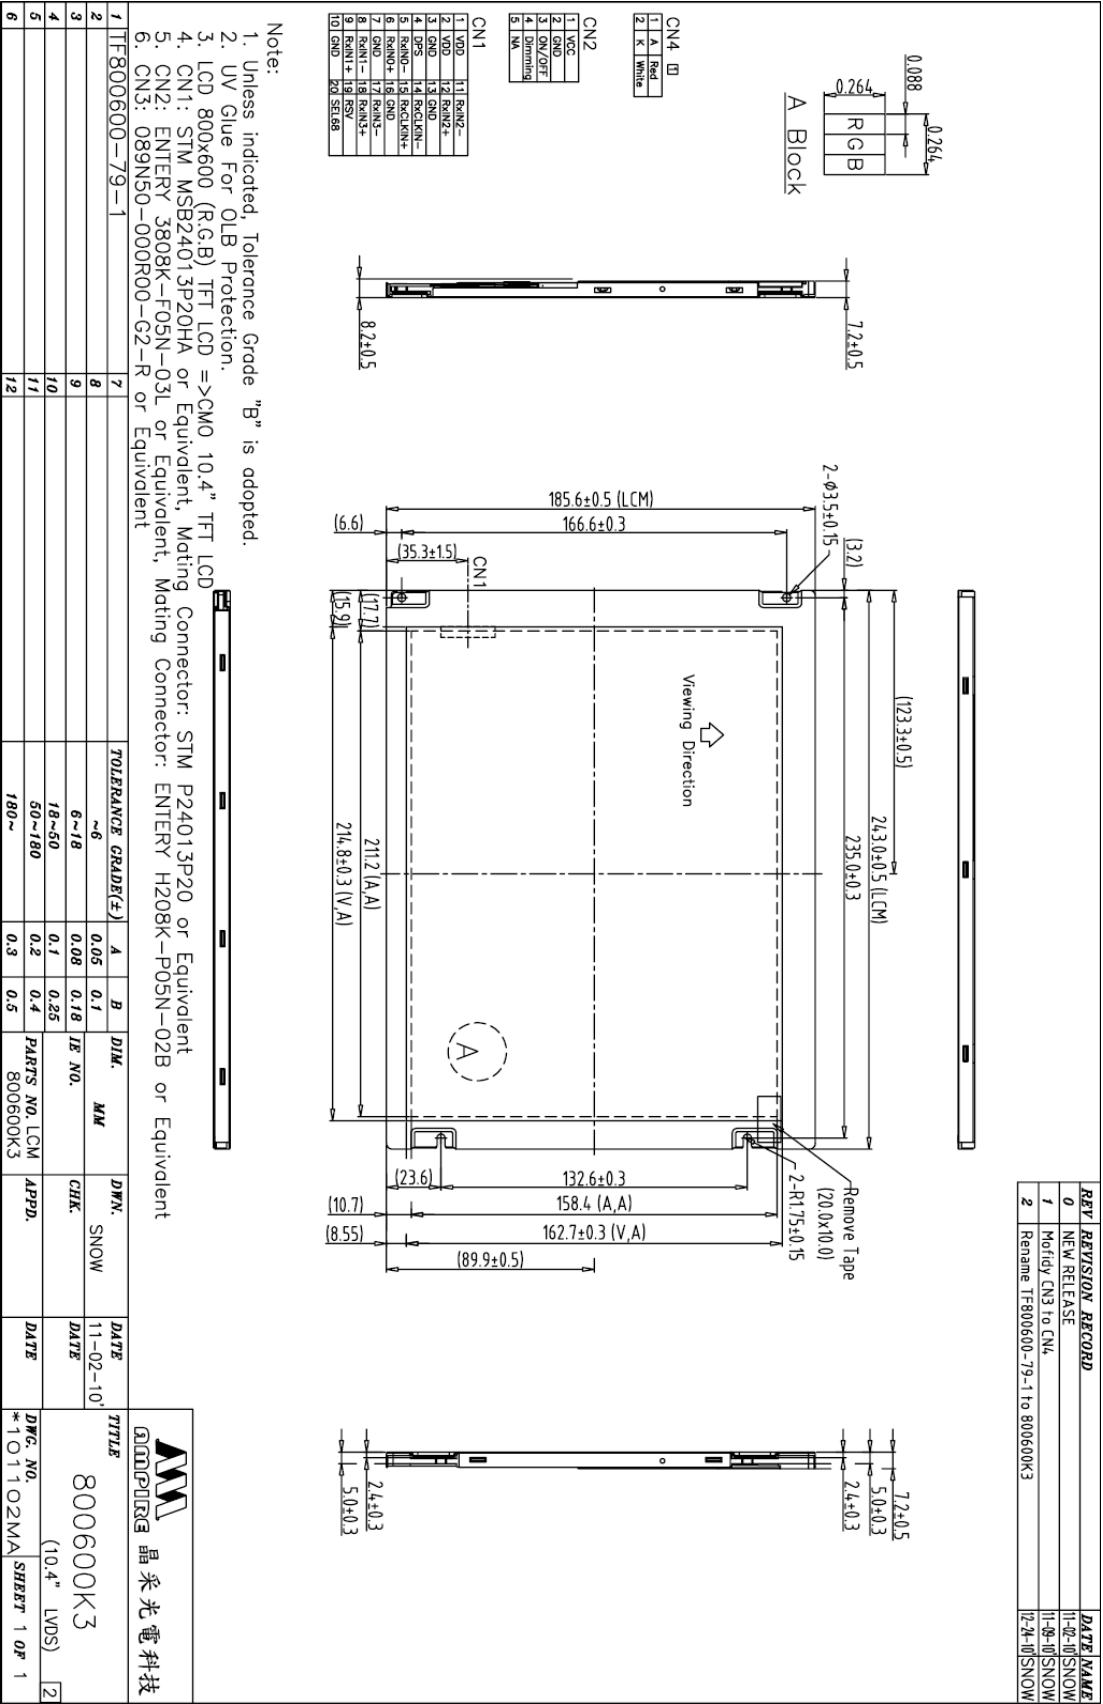 REV REVISION RECORD DATE NAME
0 NEW RELEASE 11-02-10' SNOW
1 Mofidy CN3 to CN4 11-09-10' SNOW
2 Rename TF800600-79-1 to 800600K3 12-24-10' SNOW
0.264
0.088
0.264
R G B
A Block
CN4 1
1 A Red
2 K White
CN2
1 VCC
2 GND
3 ON/OFF
4 Dimming
5 NA
CN1
1 VDD 11 RxIN2-
2 VDD 12 RxIN2+
3 GND 13 GND
4 DPS 14 RxCLKIN-
5 RxIN0- 15 RxCLKIN+
6 RxIN0+ 16 GND
7 GND 17 RxIN3-
8 RxIN1- 18 RxIN3+
9 RxIN1+ 19 RSV
10 GND 20 SEL68
7.2±0.5
8.2±0.5
(123.3±0.5)
243.0±0.5 (LCM)
235.0±0.3
(3.2)
2-ϕ3.5±0.15
185.6±0.5 (LCM)
166.6±0.3
(6.6)
(35.3±1.5)
CN1
(17.7)
(15.9)
Viewing Direction
A
211.2 (A,A)
214.8±0.3 (V,A)
Remove Tape
(20.0x10.0)
2-R1.75±0.15
132.6±0.3
(23.6)
158.4 (A,A)
(10.7)
162.7±0.3 (V,A)
(8.55)
(89.9±0.5)
7.2±0.5
5.0±0.3
2.4±0.3
2.4±0.3
5.0±0.3
Note:
1. Unless indicated, Tolerance Grade "B" is adopted.
2. UV Glue For OLB Protection.
3. LCD 800x600 (R.G.B) TFT LCD =>CMO 10.4" TFT LCD
4. CN1: STM MSB24013P20HA or Equivalent, Mating Connector: STM P24013P20 or Equivalent
5. CN2: ENTERY 3808K-F05N-03L or Equivalent, Mating Connector: ENTERY H208K-P05N-02B or Equivalent
6. CN3: 089N50-000R00-G2-R or Equivalent
1 TF800600-79-1 7
2 8
3 9
4 10
5 11
6 12
TOLERANCE GRADE(±) A B
~6 0.05 0.1
6~18 0.08 0.18
18~50 0.1 0.25
50~180 0.2 0.4
180~ 0.3 0.5
DIM. MM
IE NO.
PARTS NO. LCM
800600K3
DWN. SNOW
DATE 11-02-10'
CHK. DATE
APPD. DATE
AMPIRE 晶采光電科技
TITLE
800600K3
(10.4" LVDS) 2
DWG. NO.
*101102MA
SHEET 1 OF 1